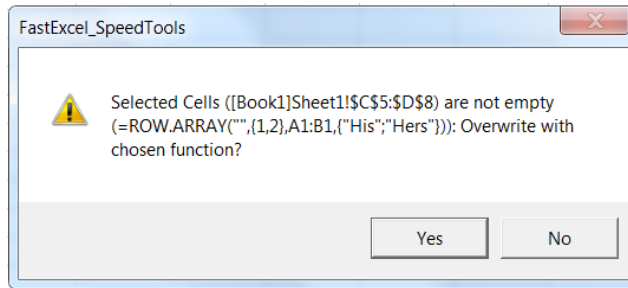 FastExcel_SpeedTools
Selected Cells ([Book1]Sheet1!$C$5:$D$8) are not empty
(=ROW.ARRAY("",{1,2},A1:B1,{"His";"Hers"})): Overwrite with
chosen function?
Yes
No